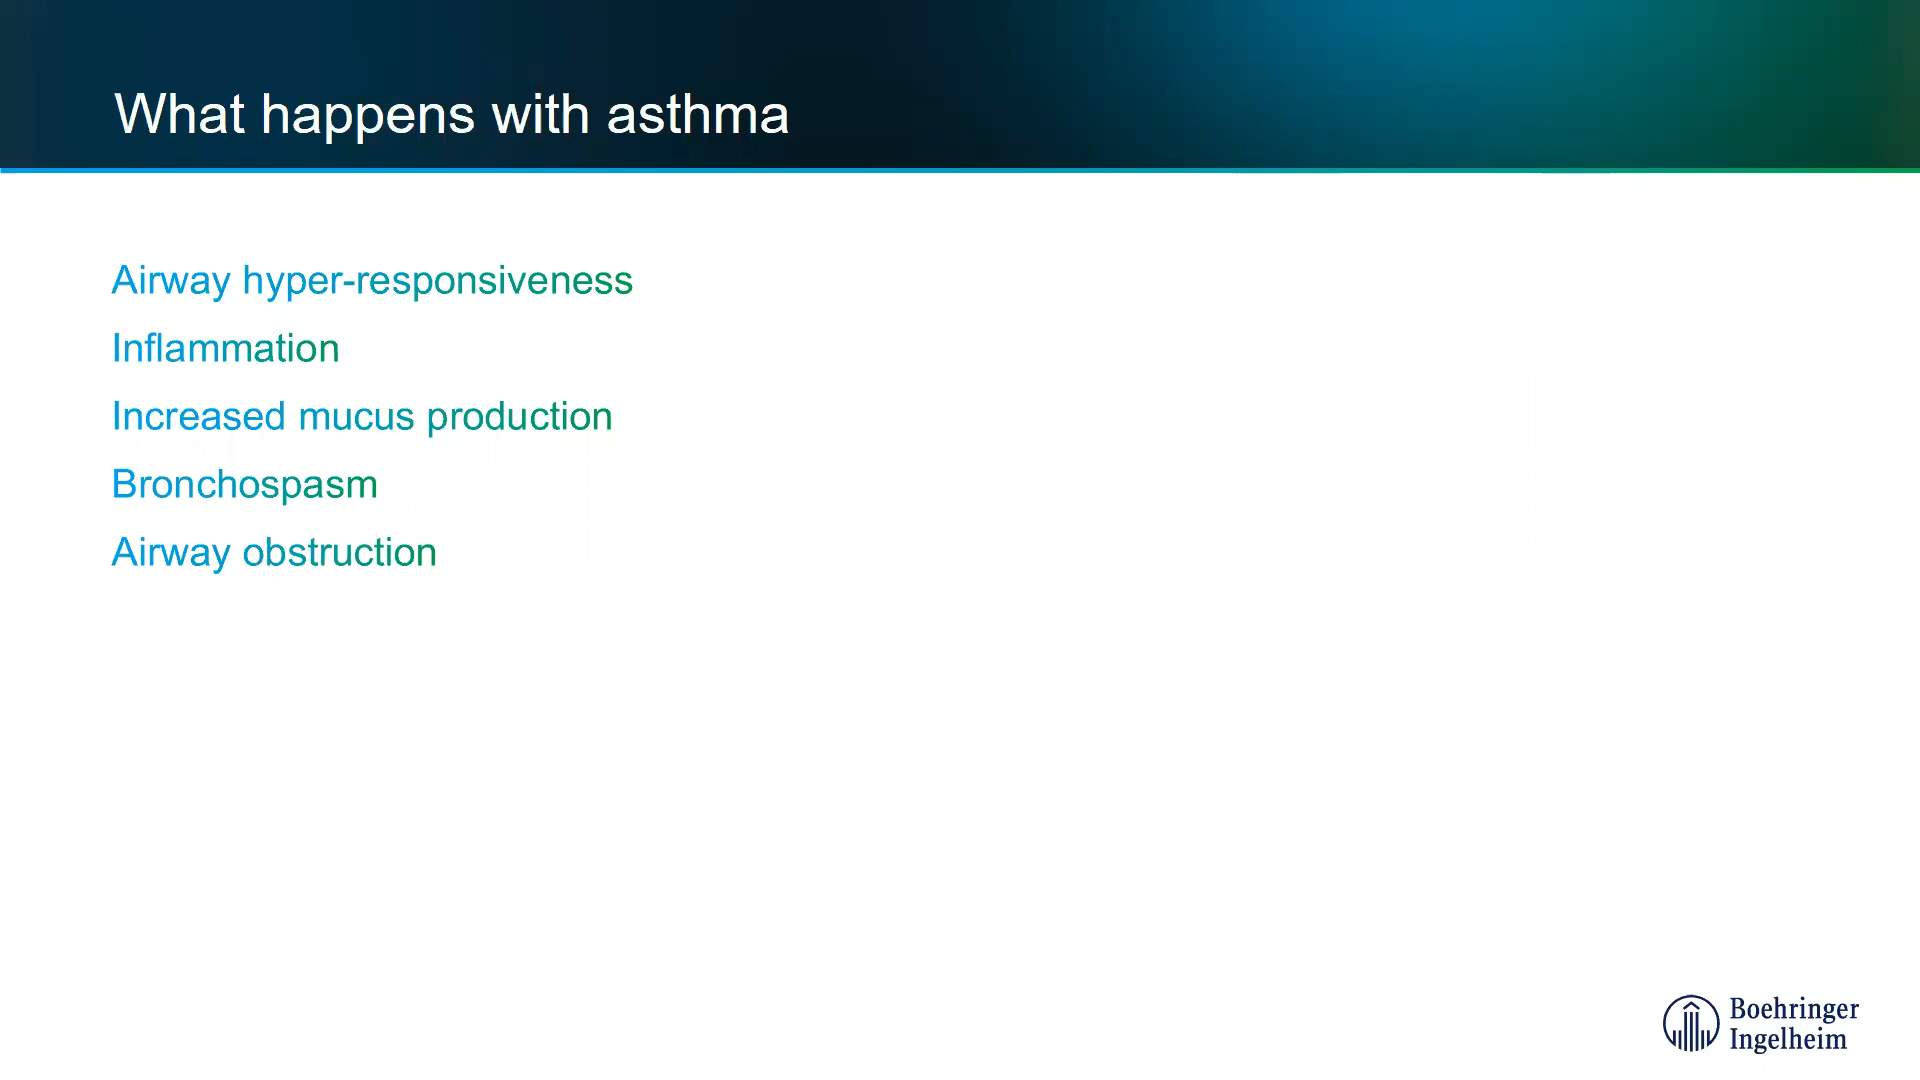 What happens with asthma
Airway hyper-responsiveness
Inflammation
Increased mucus production
Bronchospasm
Airway obstruction
Boehringer
Ingelheim